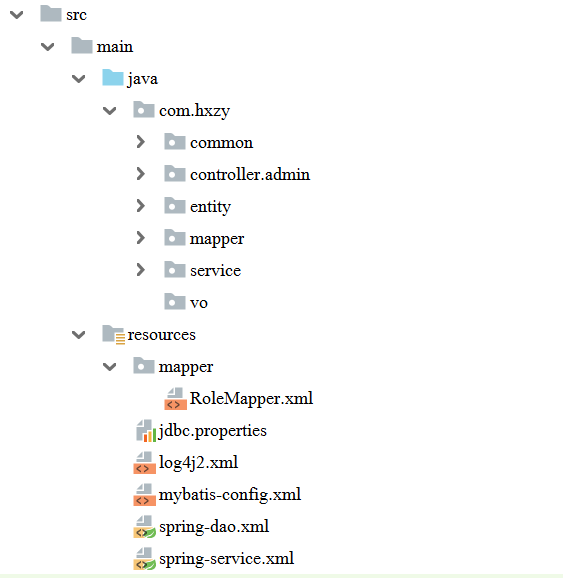 src
main
java
com.hxzy
common
controller.admin
entity
mapper
service
vo
resources
mapper
RoleMapper.xml
jdbc.properties
log4j2.xml
mybatis-config.xml
spring-dao.xml
spring-service.xml